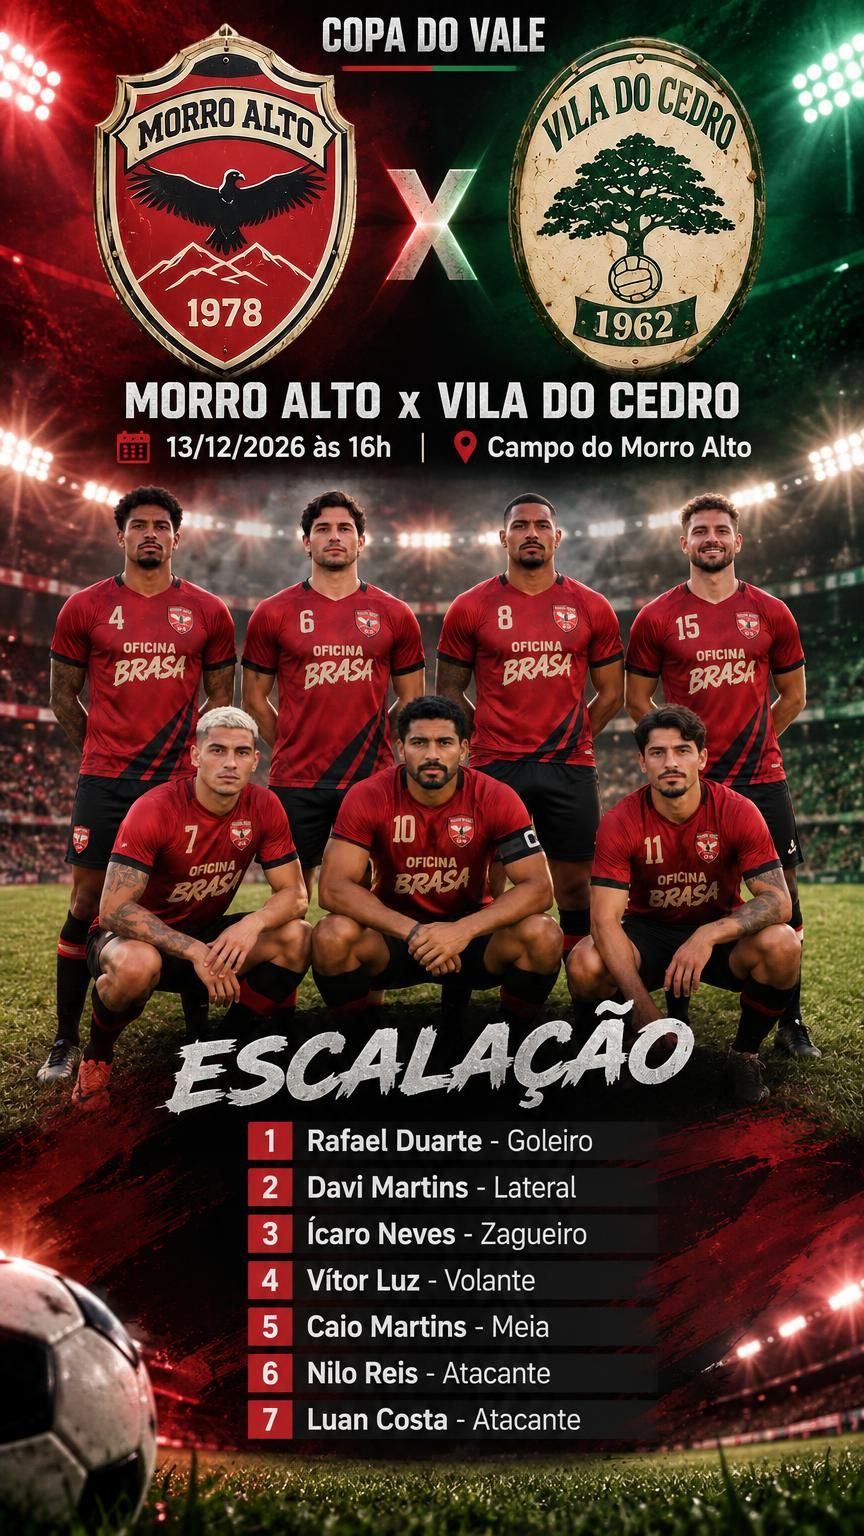 COPA DO VALE
MORRO ALTO
1978
X
VILA DO CEDRO
1962
MORRO ALTO x VILA DO CEDRO
13/12/2026 às 16h | Campo do Morro Alto
4
OFICINA
BRASA
6
OFICINA
BRASA
8
OFICINA
BRASA
15
OFICINA
BRASA
7
OFICINA
BRASA
10
OFICINA
BRASA
C
11
OFICINA
BRASA
ESCALAÇÃO
1 Rafael Duarte - Goleiro
2 Davi Martins - Lateral
3 Ícaro Neves - Zagueiro
4 Vítor Luz - Volante
5 Caio Martins - Meia
6 Nilo Reis - Atacante
7 Luan Costa - Atacante